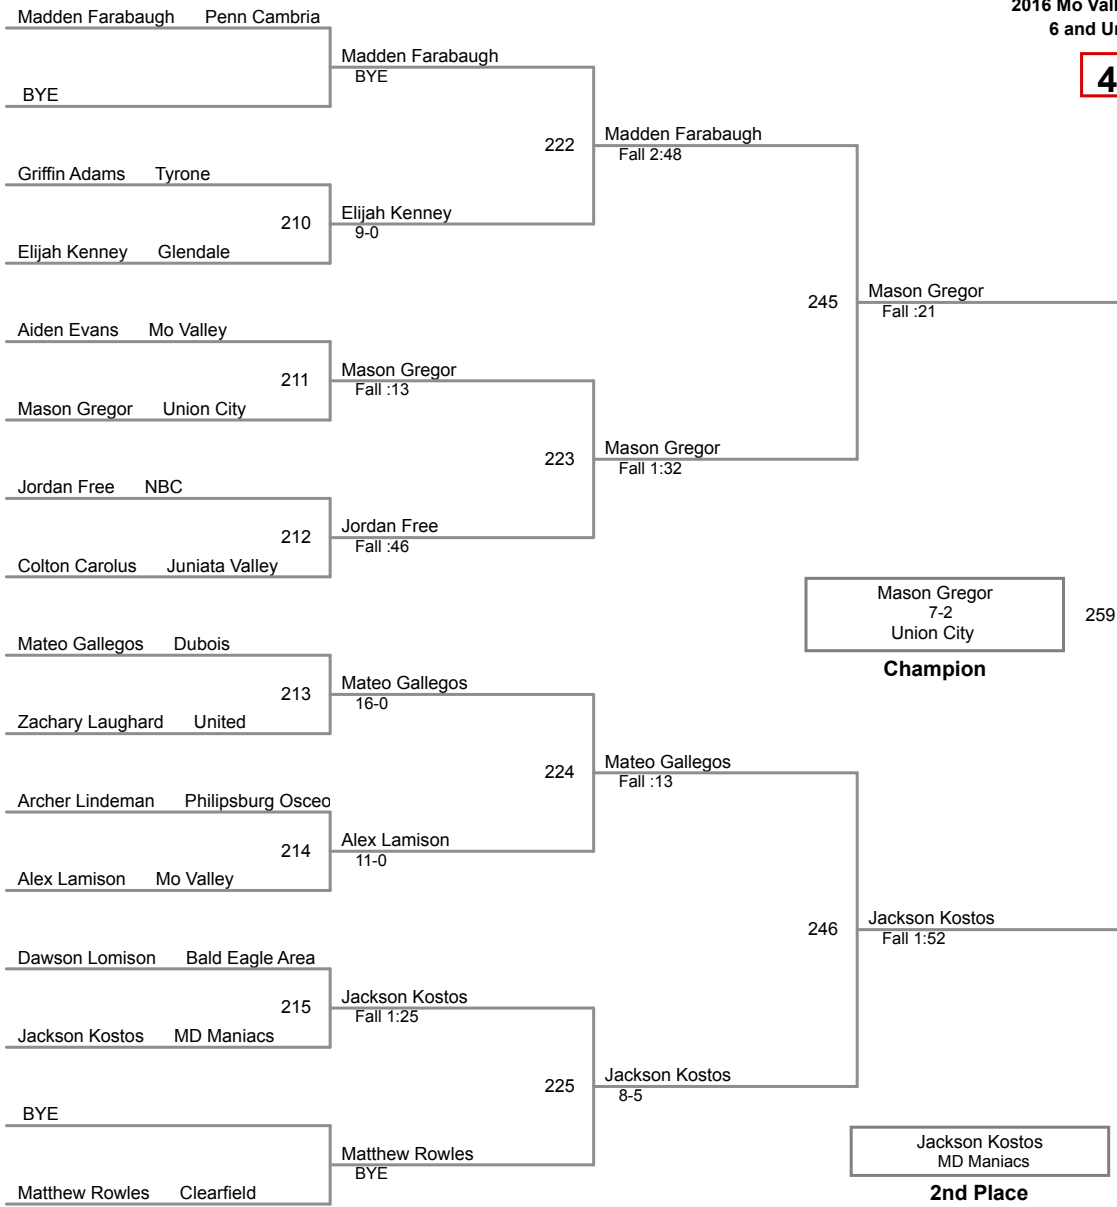 2016 Mo Vall
6 and Un
4
Madden Farabaugh Penn Cambria
BYE
Griffin Adams Tyrone
210
Elijah Kenney Glendale
Aiden Evans Mo Valley
211
Mason Gregor Union City
Jordan Free NBC
212
Colton Carolus Juniata Valley
Mateo Gallegos Dubois
213
Zachary Laughard United
Archer Lindeman Philipsburg Osceo
214
Alex Lamison Mo Valley
Dawson Lomison Bald Eagle Area
215
Jackson Kostos MD Maniacs
BYE
Matthew Rowles Clearfield
Madden Farabaugh
BYE
222
Elijah Kenney
9-0
Mason Gregor
Fall :13
223
Jordan Free
Fall :46
Mateo Gallegos
16-0
224
Alex Lamison
11-0
Jackson Kostos
Fall 1:25
225
Matthew Rowles
BYE
Madden Farabaugh
Fall 2:48
245
Mason Gregor
Fall 1:32
Mateo Gallegos
Fall :13
246
Jackson Kostos
8-5
Mason Gregor
Fall :21
Jackson Kostos
Fall 1:52
Mason Gregor
7-2
Union City
259
Champion
Jackson Kostos
MD Maniacs
2nd Place